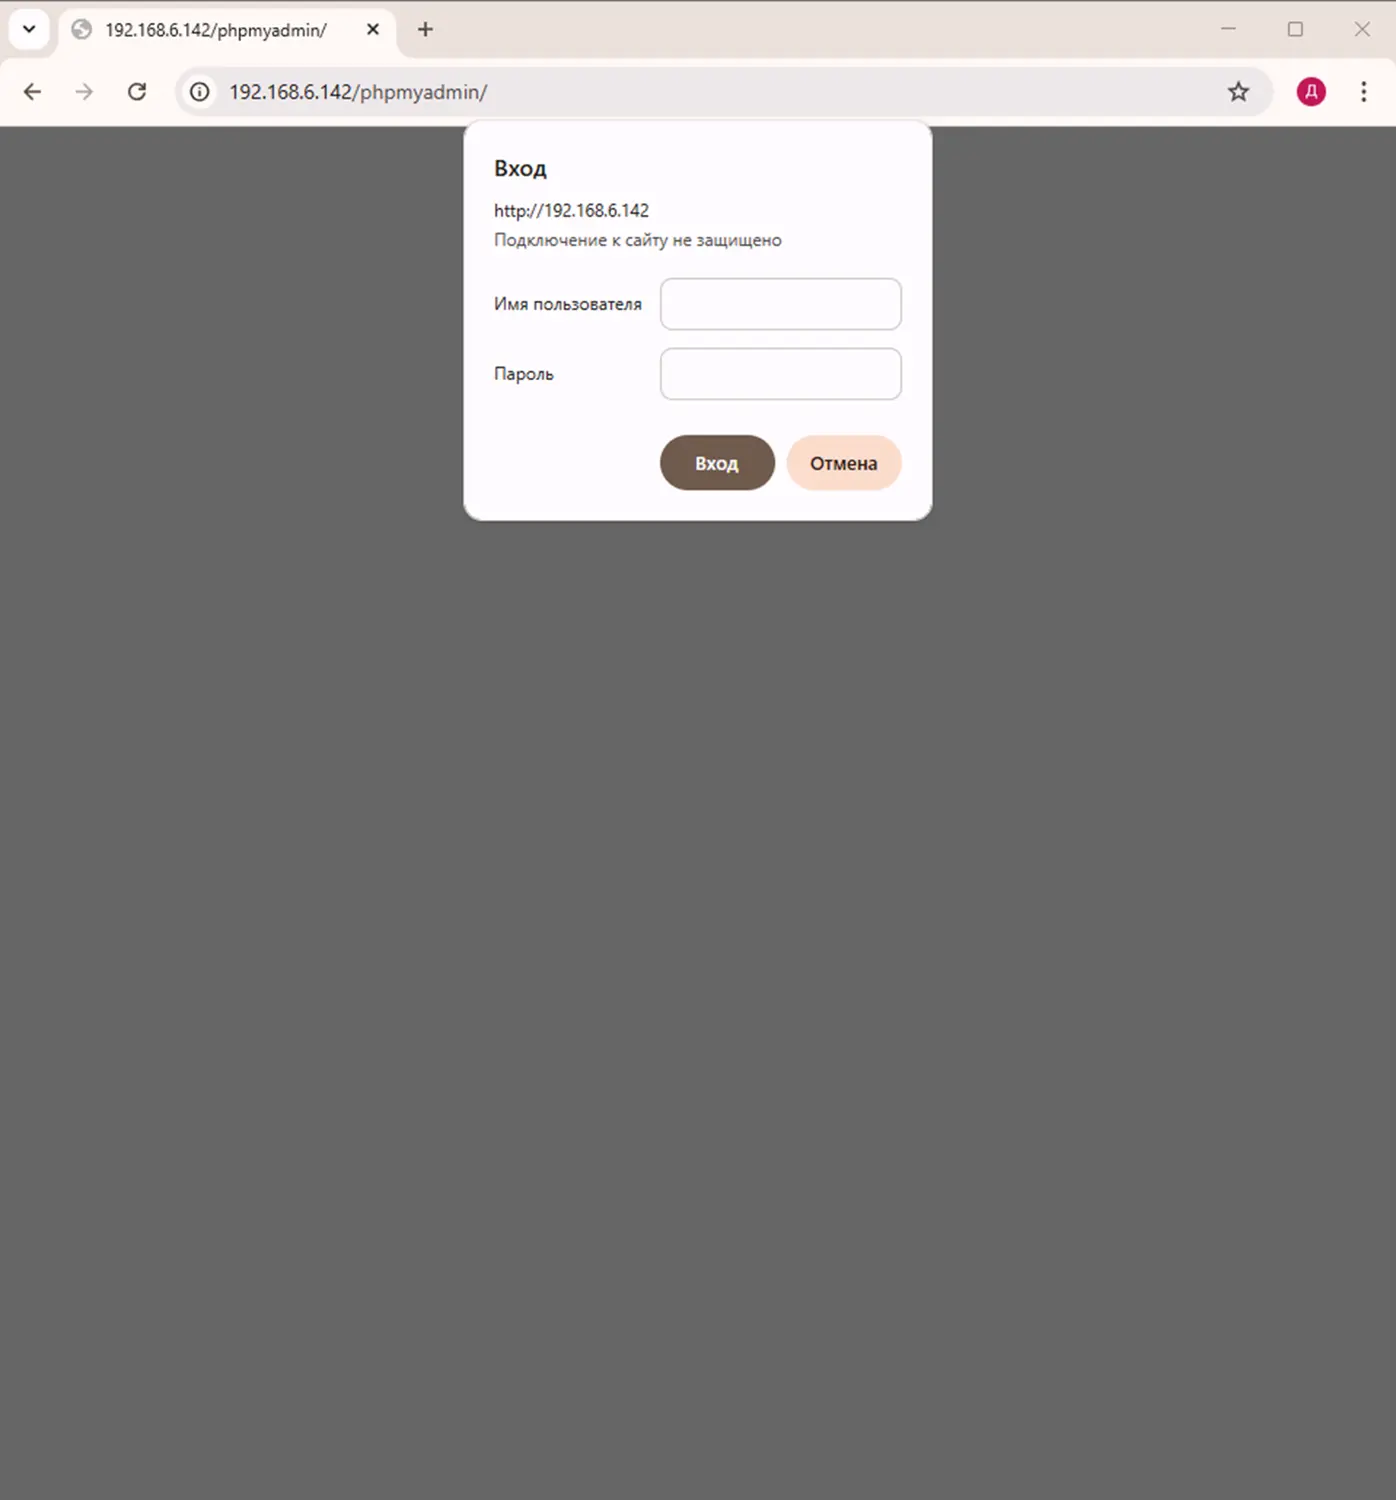 192.168.6.142/phpmyadmin/
192.168.6.142/phpmyadmin/
Д
Вход
http://192.168.6.142
Подключение к сайту не защищено
Имя пользователя
Пароль
Вход Отмена